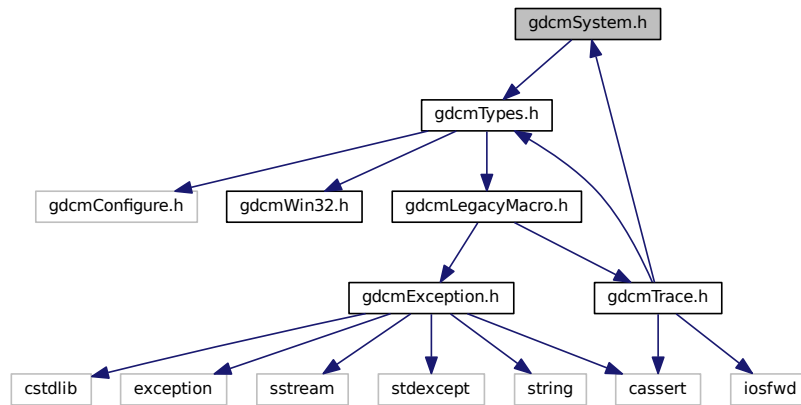 gdcmSystem.h
gdcmTypes.h
gdcmConfigure.h
gdcmWin32.h
gdcmLegacyMacro.h
gdcmException.h
gdcmTrace.h
cstdlib
exception
sstream
stdexcept
string
cassert
iosfwd